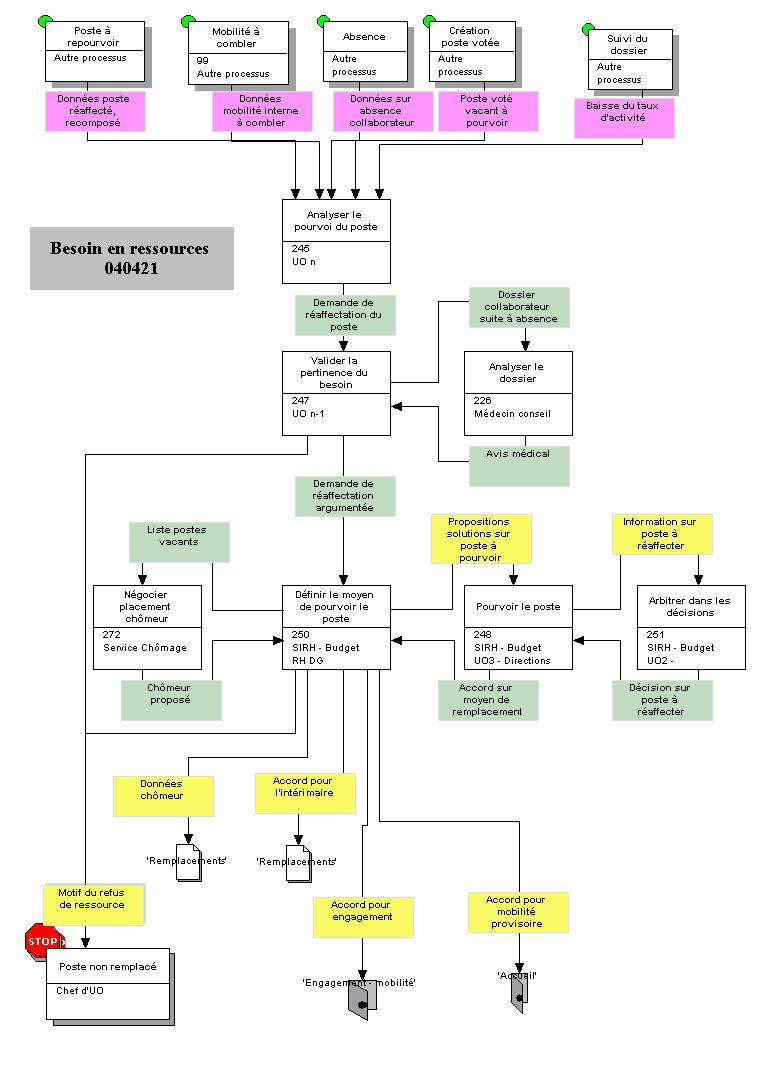 Poste à
repourvoir
Autre processus
Mobilité à
combler
99
Autre processus
Absence
Autre
processus
Création
poste votée
Autre
processus
Suivi du
dossier
Autre
processus
Données poste
réaffecté,
recomposé
Données
mobilité interne
à combler
Données sur
absence
collaborateur
Poste voté
vacant à
pourvoir
Baisse du taux
d'activité
Analyser le
pourvoi du poste
245
UO n
Besoin en ressources
040421
Demande de
réaffectation du
poste
Dossier
collaborateur
suite à absence
Valider la
pertinence du
besoin
247
UO n-1
Analyser le
dossier
226
Médecin conseil
Avis médical
Demande de
réaffectation
argumentée
Liste postes
vacants
Propositions
solutions sur
poste à
pourvoir
Information sur
poste à
réaffecter
Négocier
placement
chômeur
272
Service Chômage
Définir le moyen
de pourvoir le
poste
250
SIRH - Budget
RH DG
Pourvoir le poste
248
SIRH - Budget
UO3 - Directions
Arbitrer dans les
décisions
251
SIRH - Budget
UO2 -
Chômeur
proposé
Accord sur
moyen de
remplacement
Décision sur
poste à
réaffecter
Données
chômeur
Accord pour
l'intérimaire
'Remplacements'
'Remplacements'
Motif du refus
de ressource
Accord pour
engagement
Accord pour
mobilité
provisoire
STOP
Poste non remplacé
Chef d'UO
'Engagement - mobilité'
'Accueil'